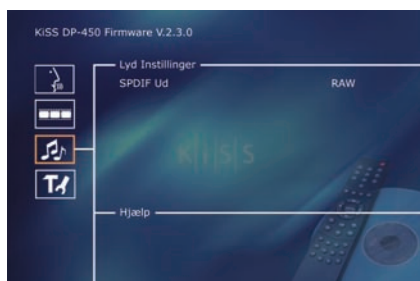 KiSS DP-450 Firmware V.2.3.0
Lyd Instillinger
SPDIF Ud RAW
KISS
Hjælp